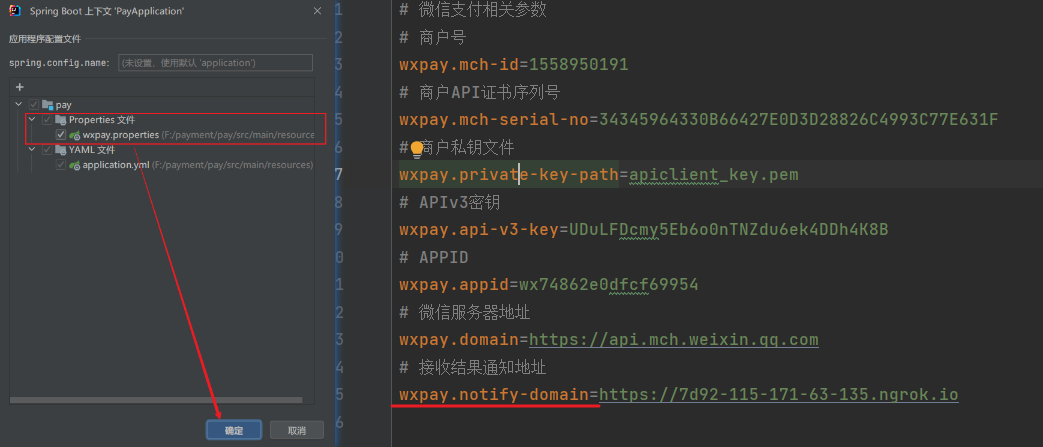 Spring Boot 上下文 'PayApplication'
应用程序配置文件
spring.config.name: (未设置，使用默认 'application')
pay
Properties 文件
wxpay.properties (F:/payment/pay/src/main/resource
YAML 文件
application.yml (F:/payment/pay/src/main/resources)
确定 取消
1 # 微信支付相关参数
2 # 商户号
3 wxpay.mch-id=1558950191
4 # 商户API证书序列号
5 wxpay.mch-serial-no=34345964330B66427E0D3D28826C4993C77E631F
# 商户私钥文件
7 wxpay.private-key-path=apiclient_key.pem
8 # APIv3密钥
9 wxpay.api-v3-key=UDuLFDcmy5Eb6o0nTNZdu6ek4DDh4K8B
0 # APPID
1 wxpay.appid=wx74862e0dfcf69954
2 # 微信服务器地址
3 wxpay.domain=https://api.mch.weixin.qq.com
4 # 接收结果通知地址
5 wxpay.notify-domain=https://7d92-115-171-63-135.ngrok.io
6